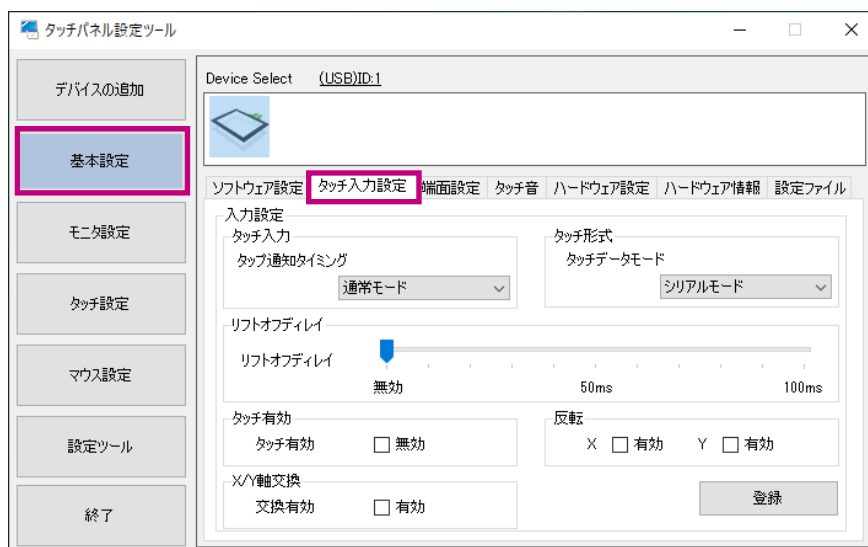 タッチパネル設定ツール
デバイスの追加
基本設定
モニタ設定
タッチ設定
マウス設定
設定ツール
終了
Device Select (USB)ID:1
ソフトウェア設定 タッチ入力設定 端面設定 タッチ音 ハードウェア設定 ハードウェア情報 設定ファイル
入力設定
タッチ入力
タップ通知タイミング
通常モード
タッチ形式
タッチデータモード
シリアルモード
リフトオフディレイ
リフトオフディレイ
無効 50ms 100ms
タッチ有効
タッチ有効 無効
反転
X 有効 Y 有効
X/Y軸交換
交換有効 有効
登録